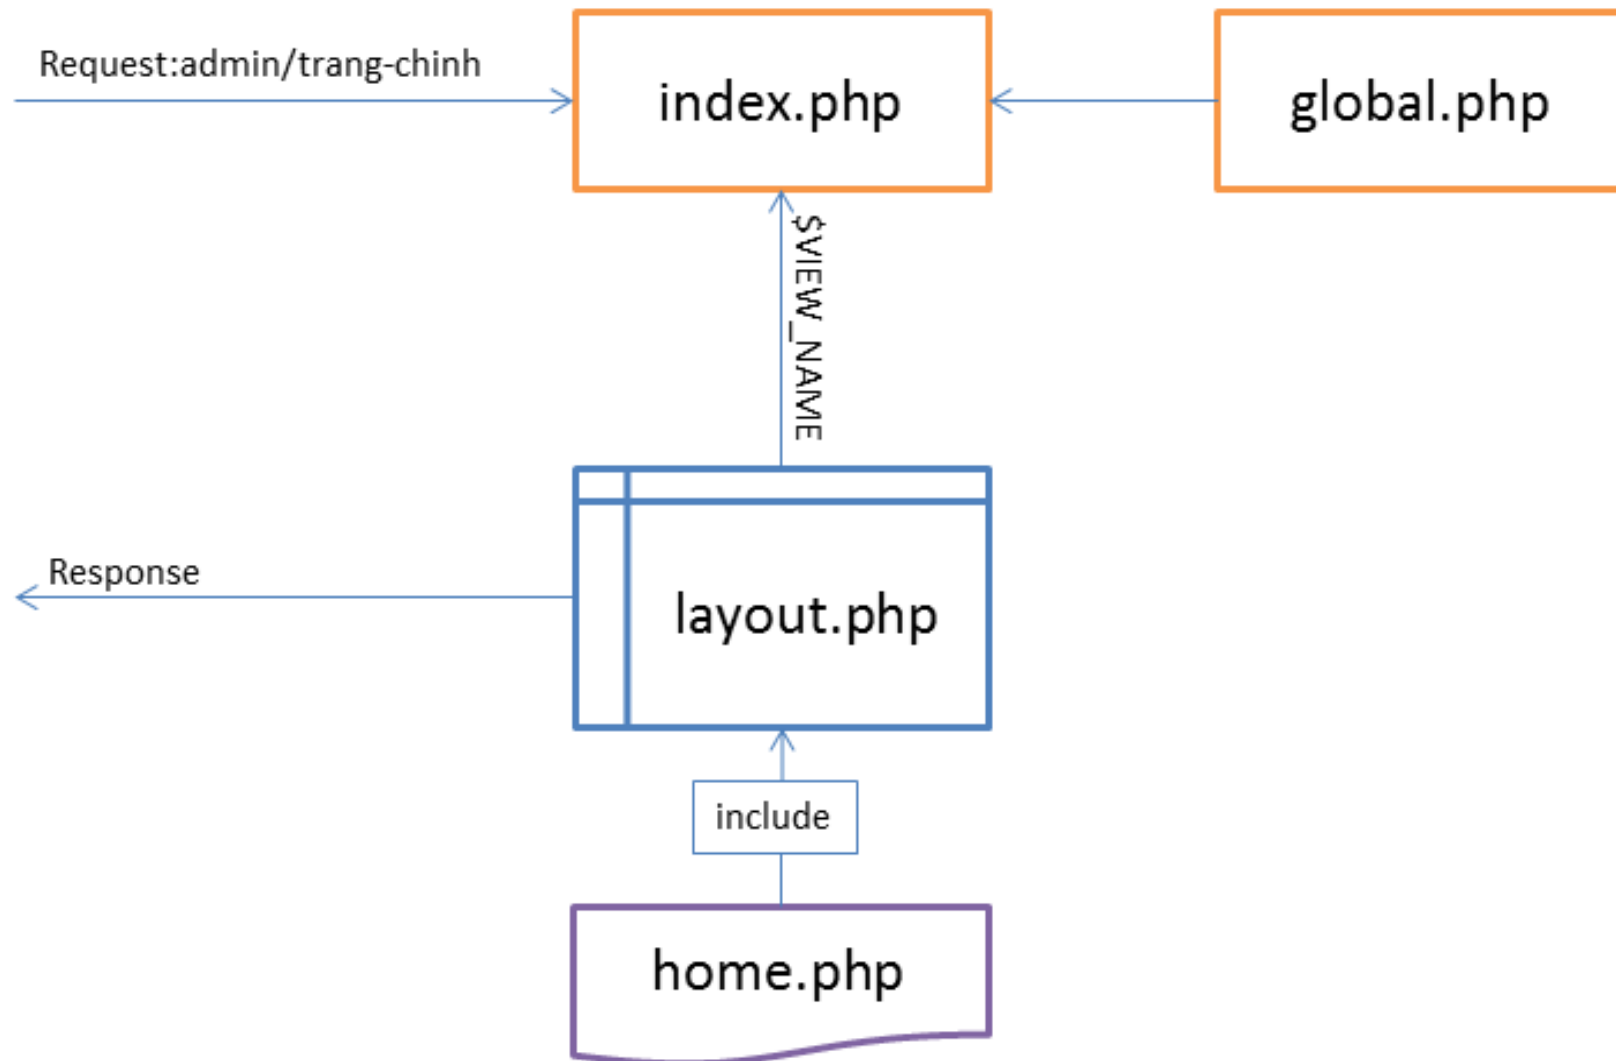 Request:admin/trang-chinh
index.php
global.php
$VIEW_NAME
Response
layout.php
include
home.php